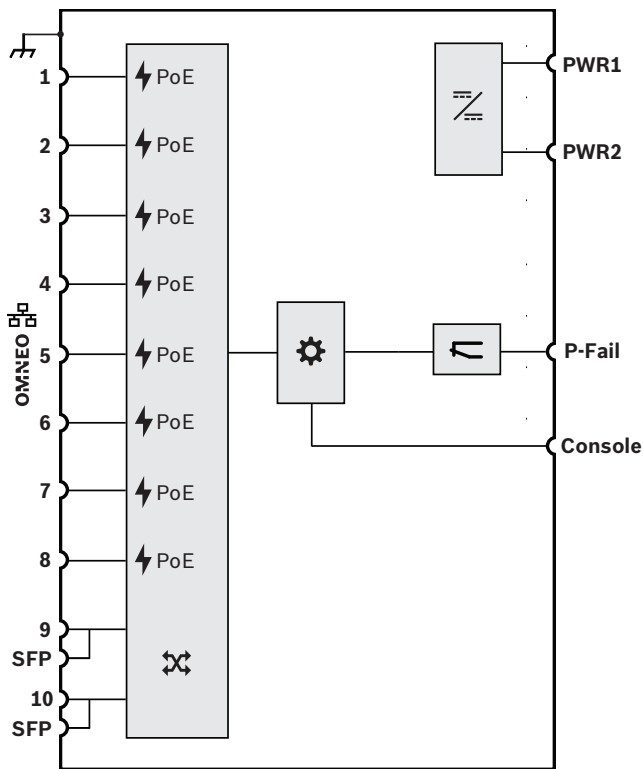 1 PoE PWR1
2 PoE PWR2
3 PoE
4 PoE
OMNEO
5 PoE P-Fail
6 PoE Console
7 PoE
8 PoE
9
SFP
10
SFP